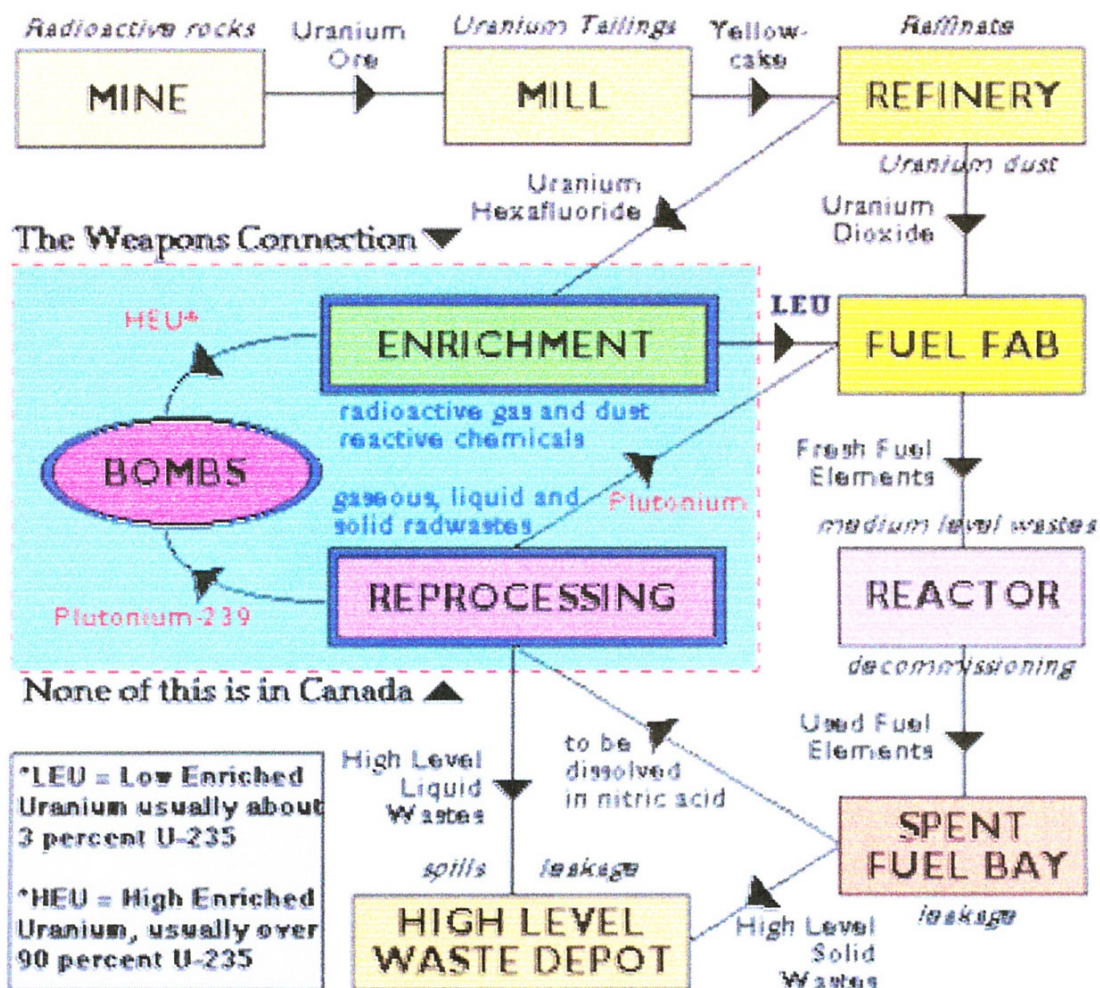 Radioactive rocks
Uranium
Ore
Uranium Tailings
Yellow-
cake
Raffinate
MINE
MILL
REFINERY
Uranium dust
Uranium
Hexafluoride
Uranium
Dioxide
The Weapons Connection
HEU*
ENRICHMENT
LEU
FUEL FAB
radioactive gas and dust
reactive chemicals
BOMBS
gaseous, liquid and
solid radwastes
Plutonium
Fresh Fuel
Elements
medium level wastes
REPROCESSING
REACTOR
Plutonium-239
decommissioning
None of this is in Canada
Used Fuel
Elements
High Level
Liquid
Wastes
to be
dissolved
in nitric acid
*LEU = Low Enriched
Uranium usually about
3 percent U-235
*HEU = High Enriched
Uranium, usually over
90 percent U-235
SPENT
FUEL BAY
spills
leakage
leakage
HIGH LEVEL
WASTE DEPOT
High Level
Solid
Wastes